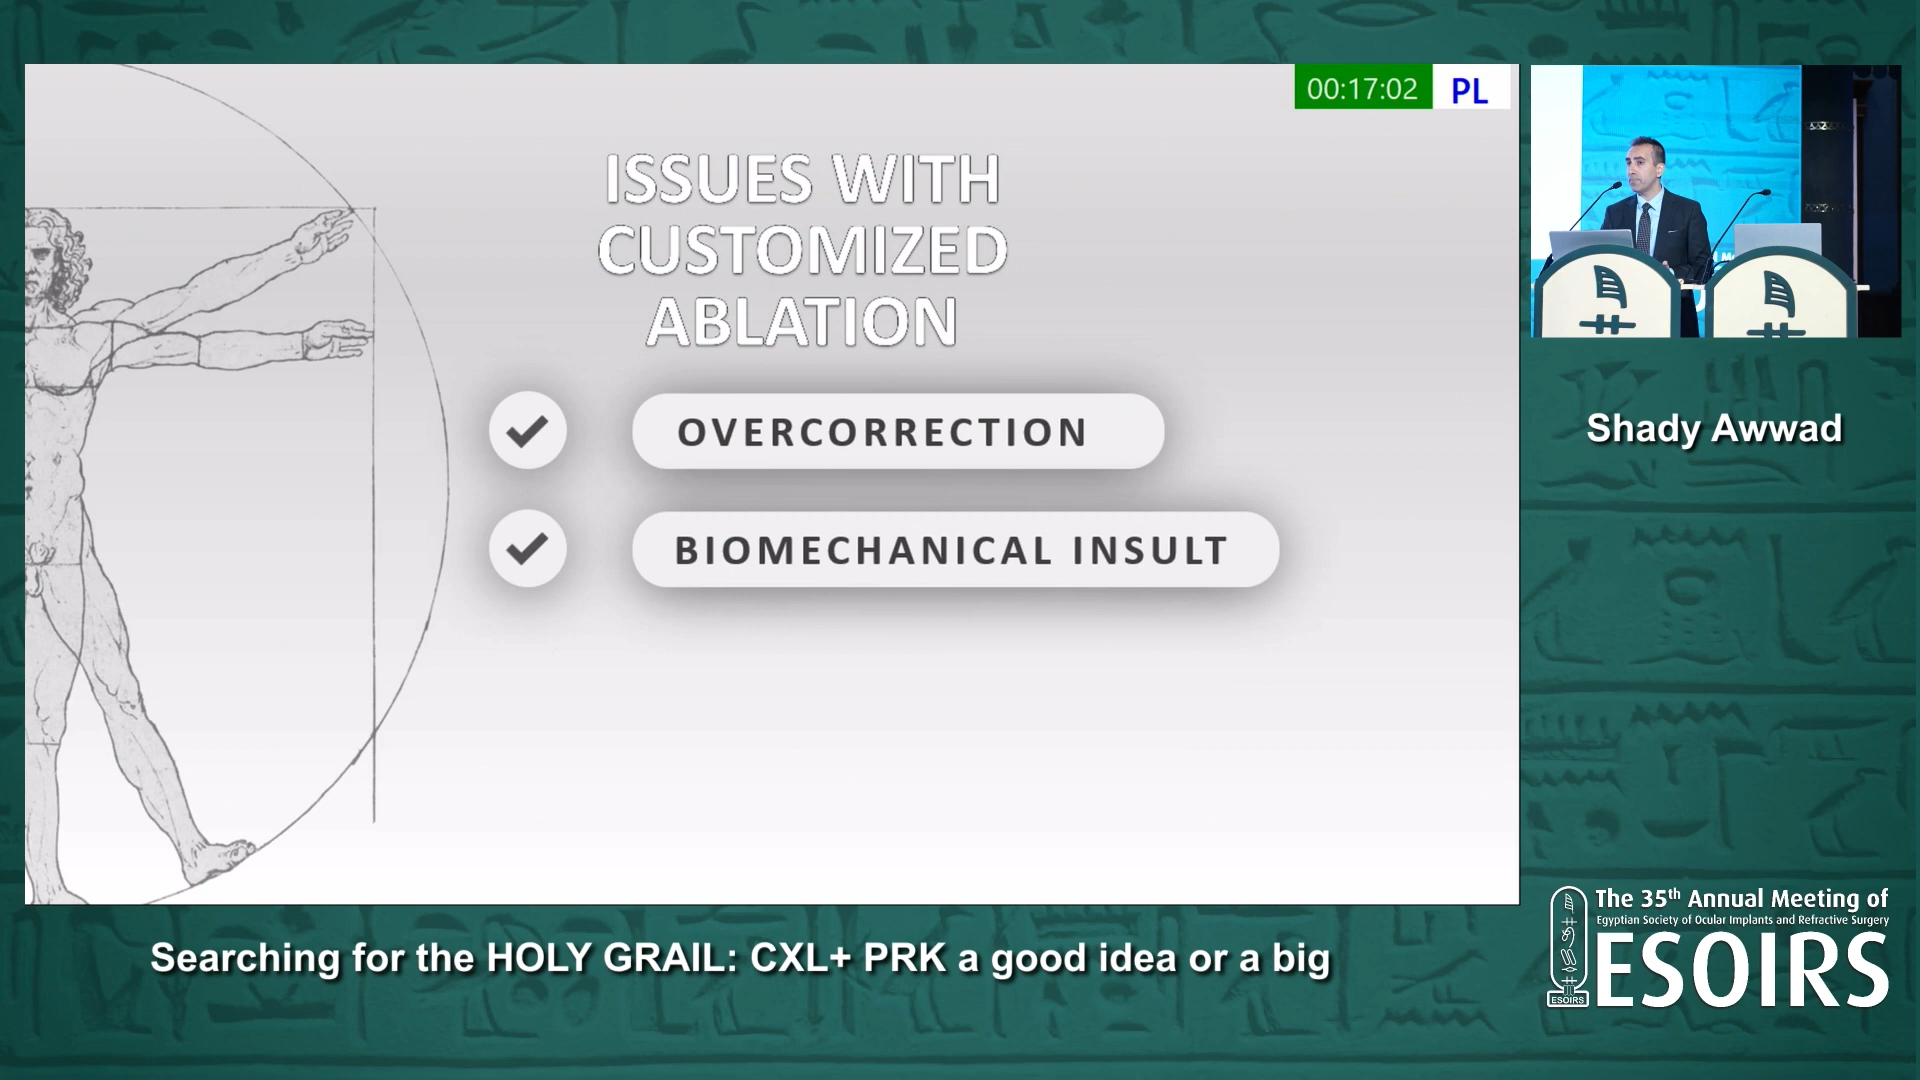 00:17:02 PL
ISSUES WITH
CUSTOMIZED
ABLATION
OVERCORRECTION
BIOMECHANICAL INSULT
Shady Awwad
Searching for the HOLY GRAIL: CXL+ PRK a good idea or a big
The 35th Annual Meeting of
Egyptian Society of Ocular Implants and Refractive Surgery
ESOIRS
ESOIRS